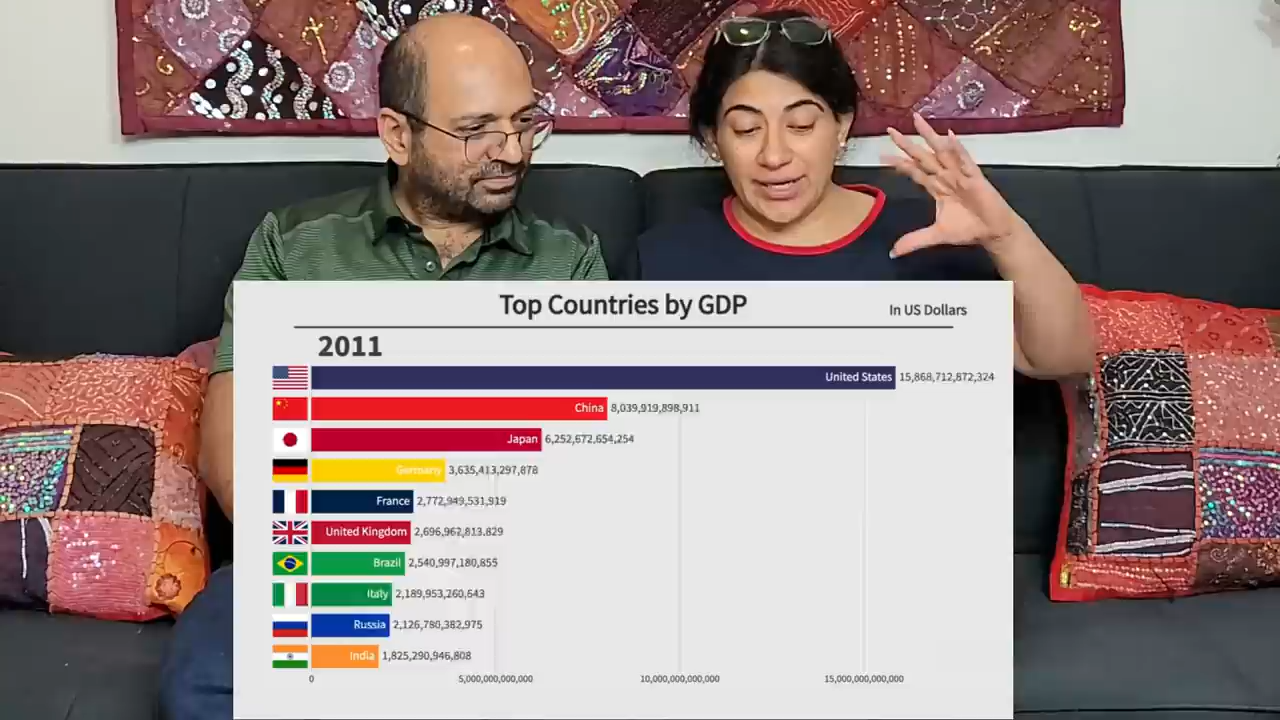 Top Countries by GDP
In US Dollars
2011
United States 15,868,712,872,324
China 8,039,919,898,911
Japan 6,252,672,654,254
Germany 3,635,413,297,878
France 2,772,949,531,919
United Kingdom 2,696,962,813,829
Brazil 2,540,997,180,855
Italy 2,189,953,260,643
Russia 2,126,780,382,975
India 1,825,290,946,808
0 5,000,000,000,000 10,000,000,000,000 15,000,000,000,000